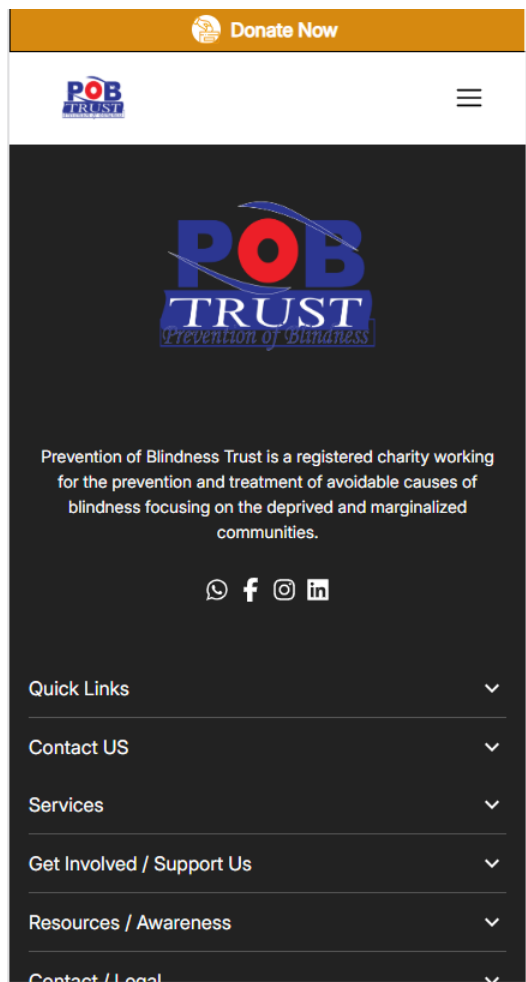 Donate Now
POB
TRUST
POB
TRUST
Prevention of Blindness
Prevention of Blindness Trust is a registered charity working
for the prevention and treatment of avoidable causes of
blindness focusing on the deprived and marginalized
communities.
Quick Links
Contact US
Services
Get Involved / Support Us
Resources / Awareness
Contact / Legal